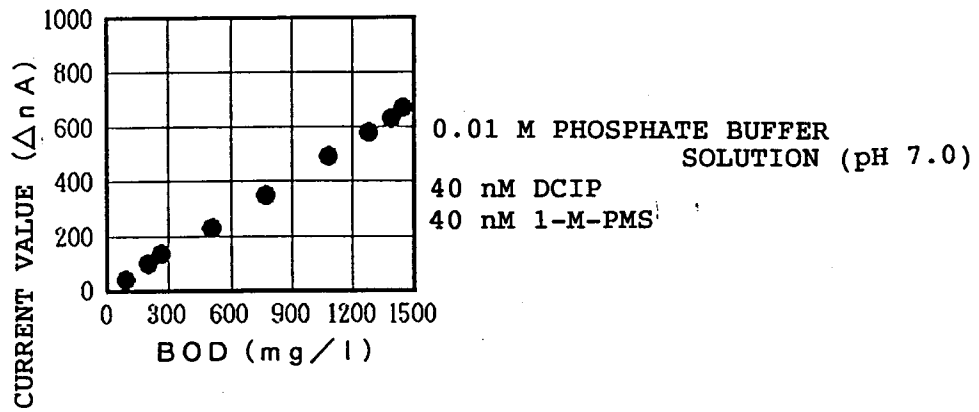 CURRENT VALUE (△nA)
1000
800
600
400
200
0
0 300 600 900 1200 1500
BOD (mg/l)
0.01 M PHOSPHATE BUFFER
SOLUTION (pH 7.0)
40 nM DCIP
40 nM 1-M-PMS